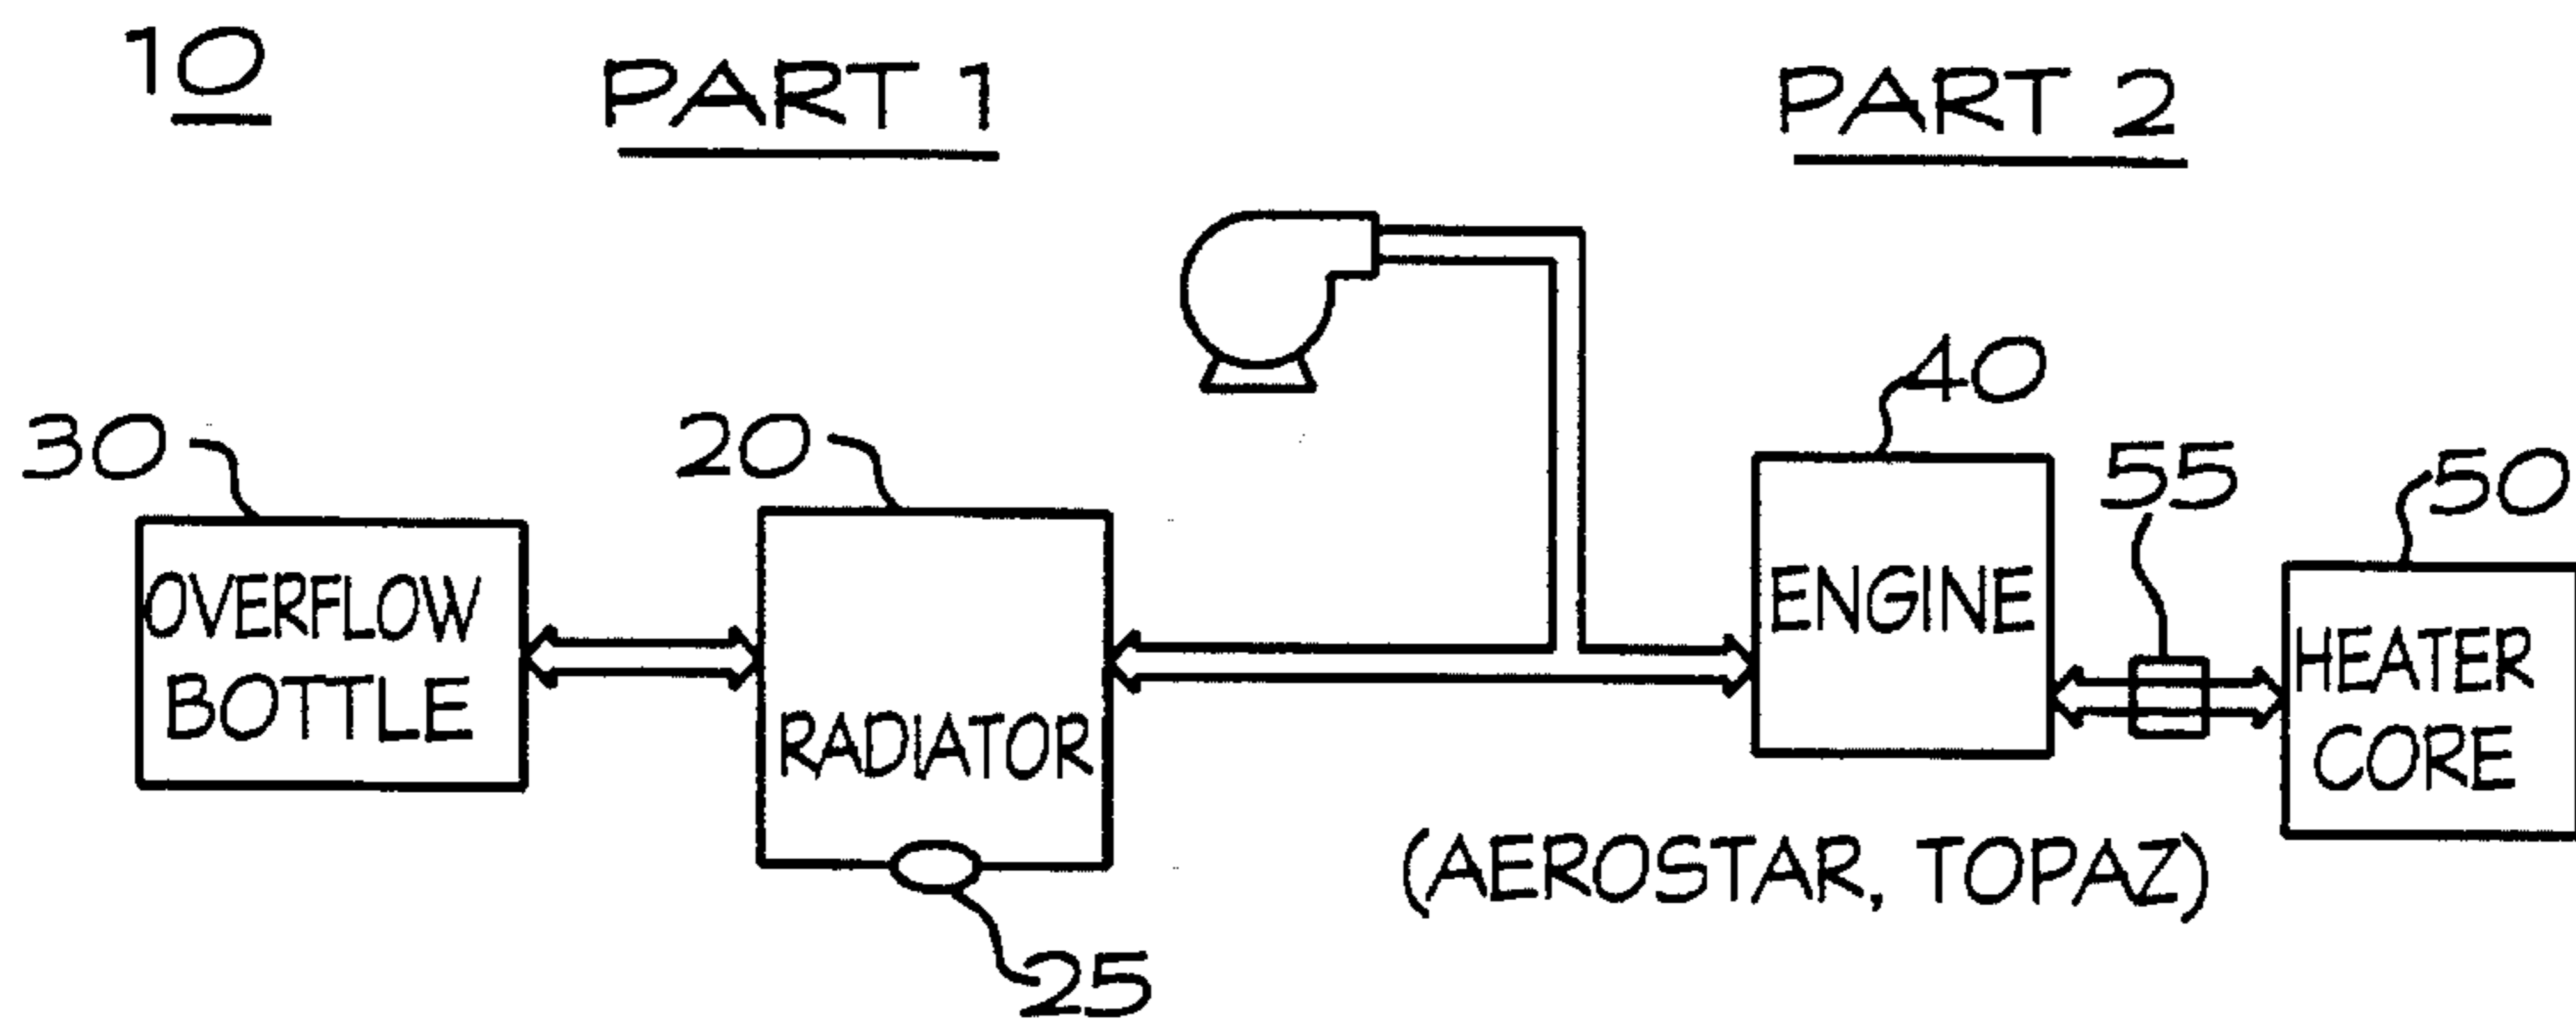 10
PART 1
PART 2
30
20
40
55
50
OVERFLOW
BOTTLE
RADIATOR
ENGINE
HEATER
CORE
(AEROSTAR, TOPAZ)
25